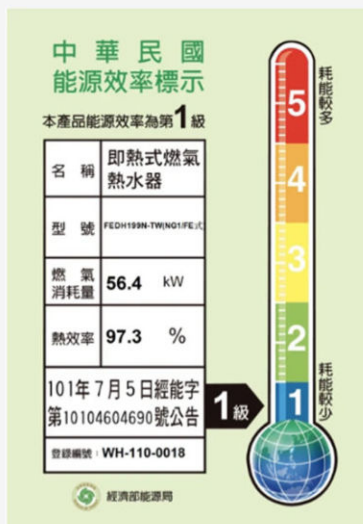 中華民國
能源效率標示
本產品能源效率為第1級
名稱 即熱式燃氣熱水器
型號 FEDH199N-TW(NG1/FE式)
燃氣消耗量 56.4 kW
熱效率 97.3 %
101年7月5日經能字
第10104604690號公告
登錄編號：WH-110-0018
經濟部能源局
耗能較多
5
4
3
2
1
耗能較少
1級